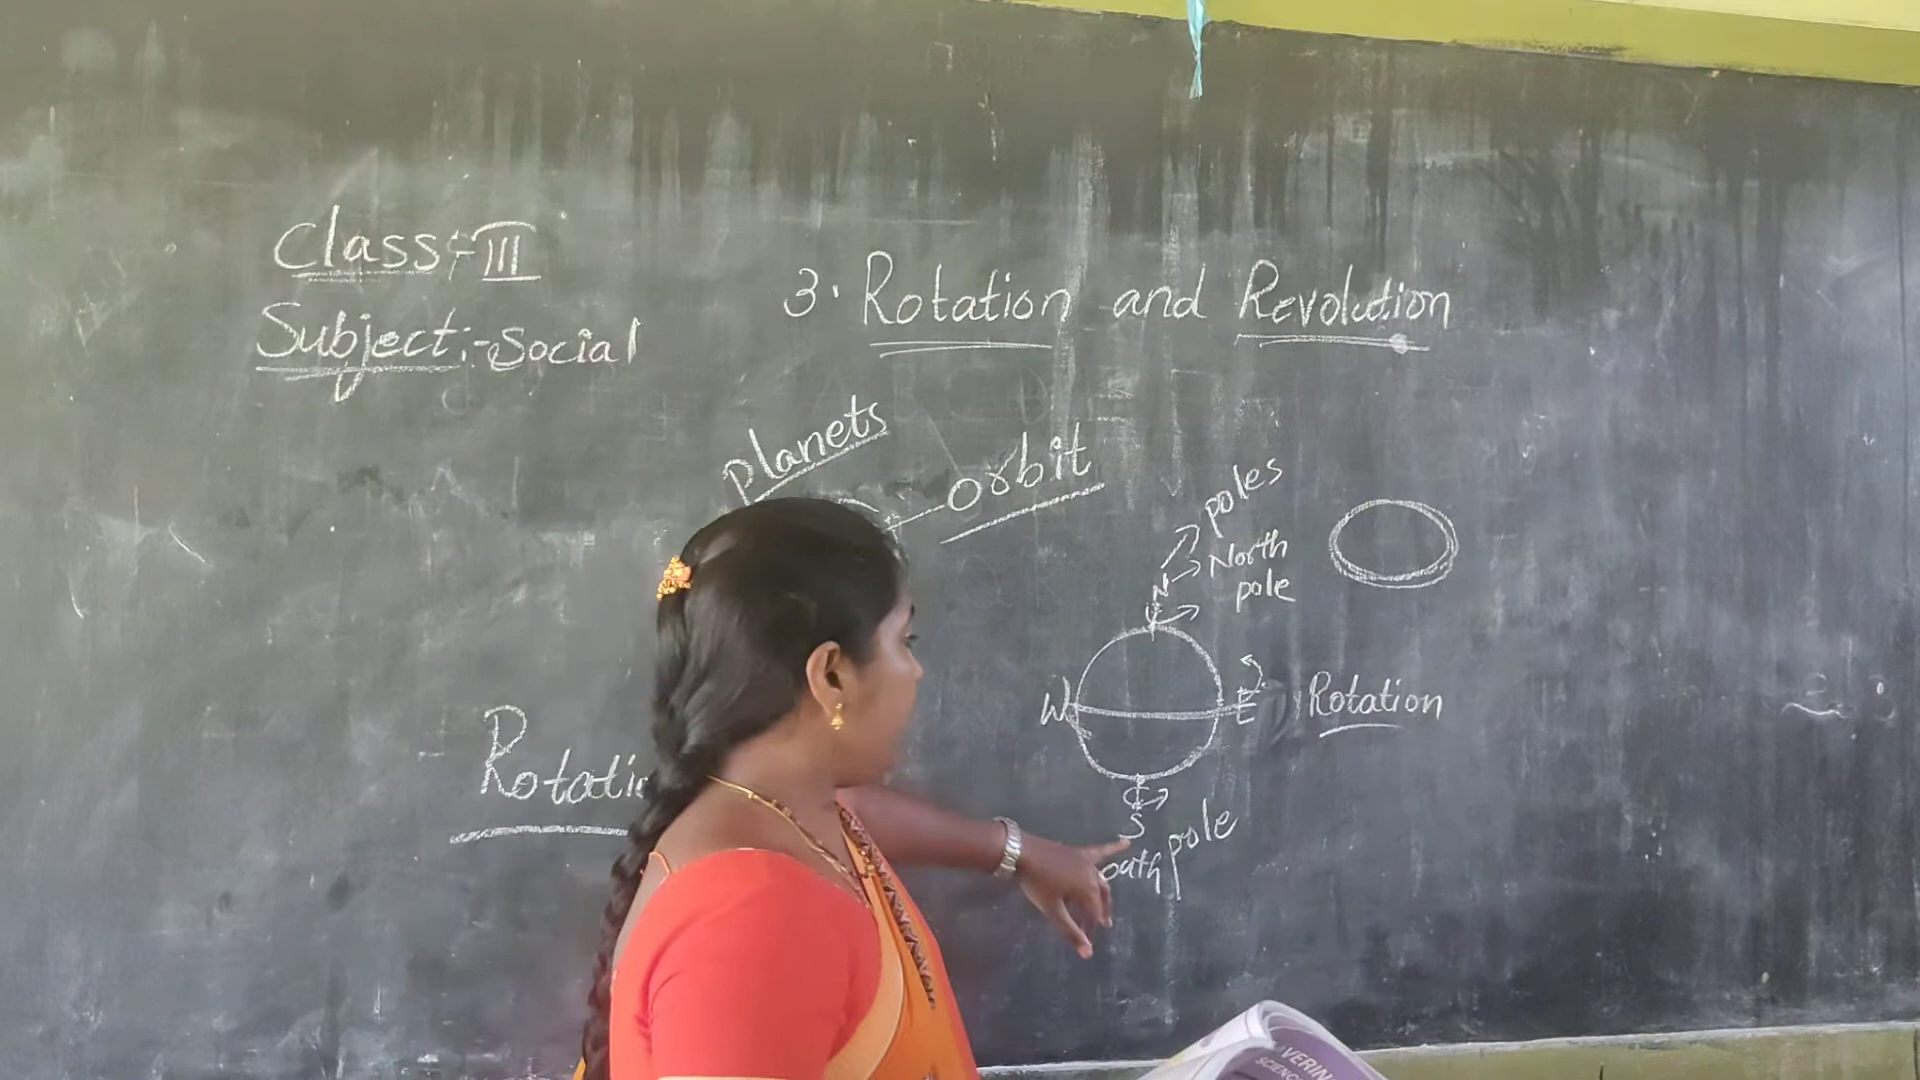 Class:-III
Subject:-Social
3. Rotation and Revolution
planets
orbit
poles
North
pole
N
W
E
Rotation
S
pole